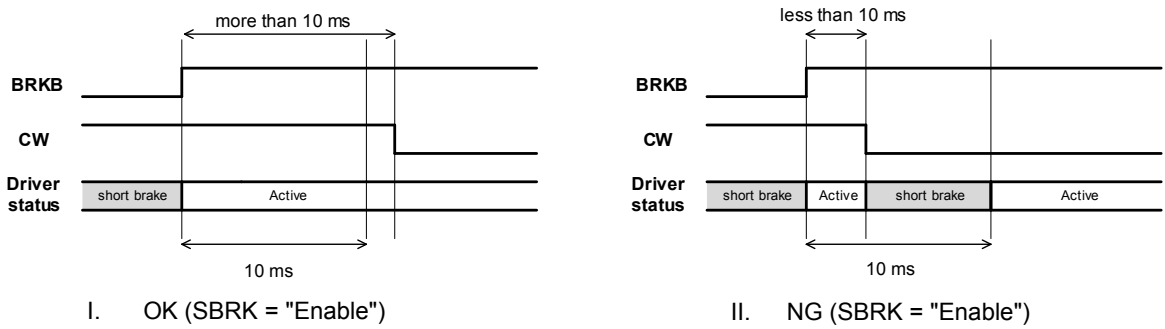 more than 10 ms
BRKB
CW
Driver
status
short brake
Active
10 ms
I. OK (SBRK = "Enable")
less than 10 ms
BRKB
CW
Driver
status
short brake
Active
short brake
Active
10 ms
II. NG (SBRK = "Enable")